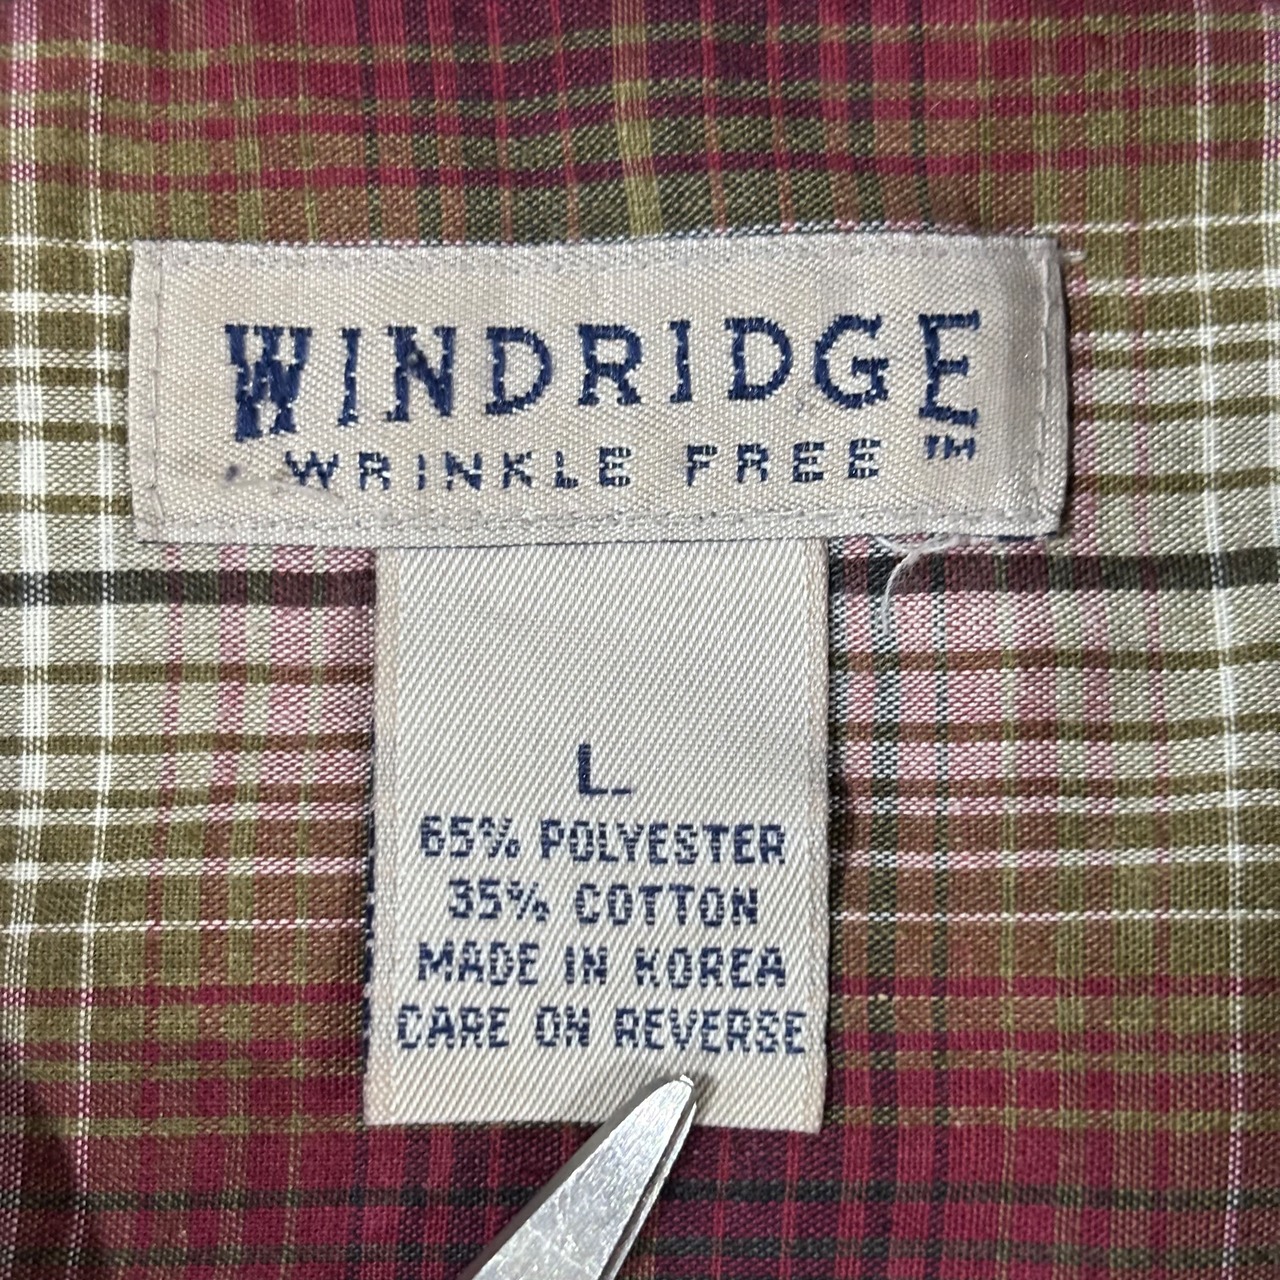 WINDRIDGE
WRINKLE FREE ™
L
65% POLYESTER
35% COTTON
MADE IN KOREA
CARE ON REVERSE